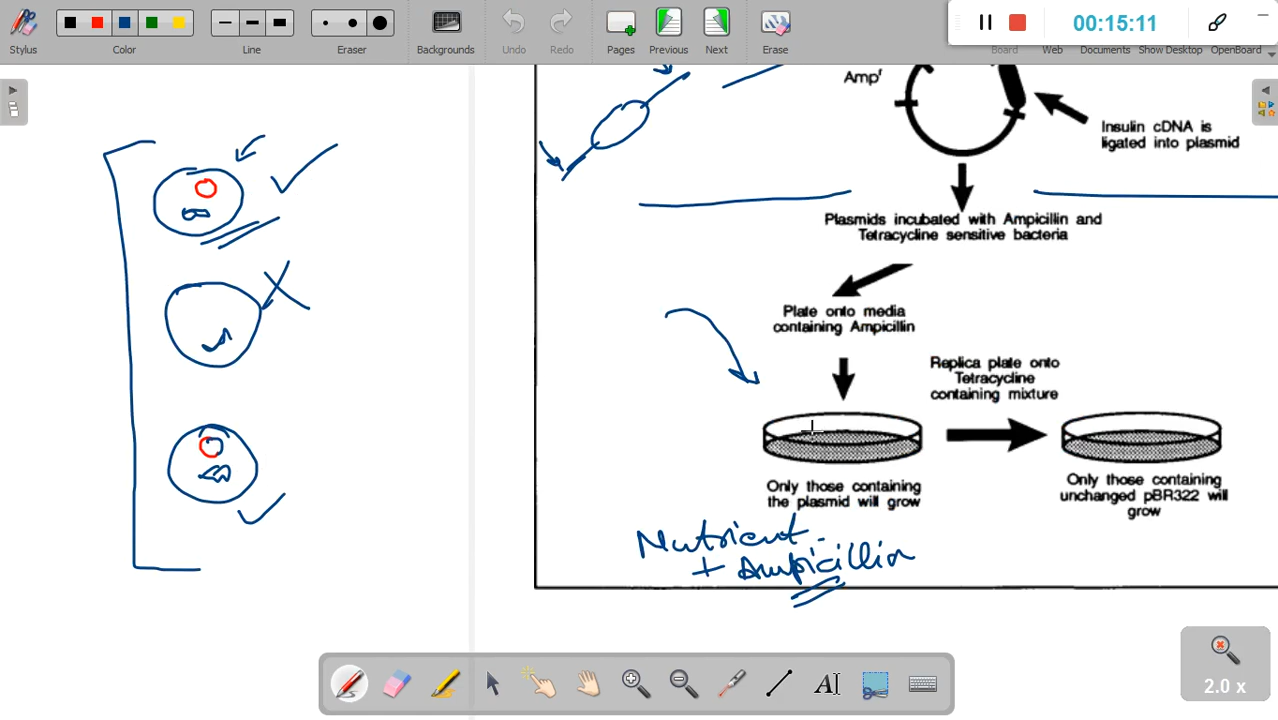 Stylus
Color
Line
Eraser
Backgrounds
Undo
Redo
Pages
Previous
Next
Erase
00:15:11
Board
Web
Documents
Show Desktop
OpenBoard
Amp^r
Insulin cDNA is
ligated into plasmid
Plasmids incubated with Ampicillin and
Tetracycline sensitive bacteria
Plate onto media
containing Ampicillin
Replica plate onto
Tetracycline
containing mixture
Only those containing
the plasmid will grow
Only those containing
unchanged pBR322 will
grow
Nutrient
+ Ampicillin
2.0 x